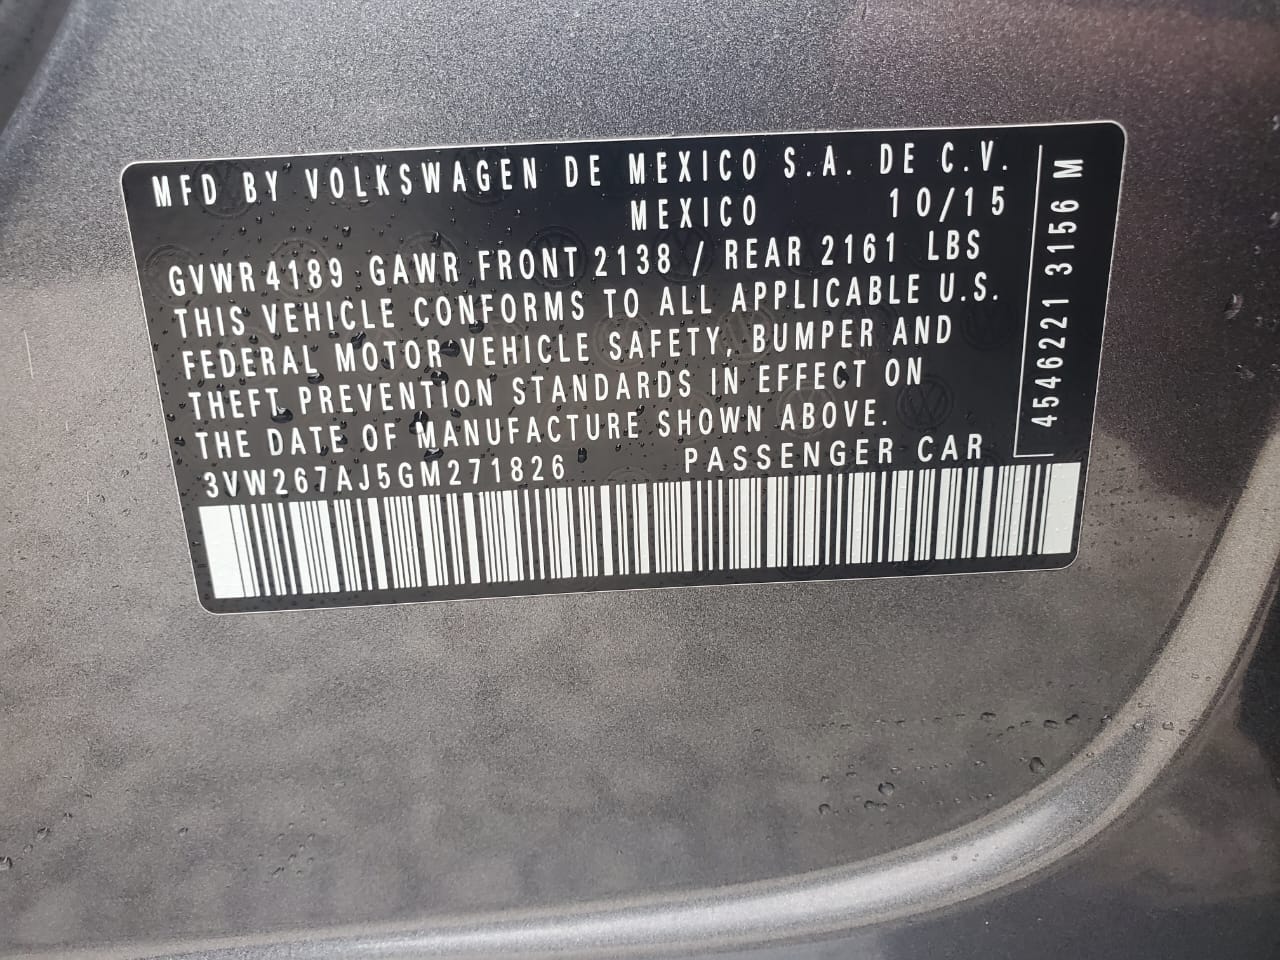 MFD BY VOLKSWAGEN DE MEXICO S.A. DE C.V.
MEXICO 10/15
GVWR 4189 GAWR FRONT 2138 / REAR 2161 LBS
THIS VEHICLE CONFORMS TO ALL APPLICABLE U.S.
FEDERAL MOTOR VEHICLE SAFETY, BUMPER AND
THEFT PREVENTION STANDARDS IN EFFECT ON
THE DATE OF MANUFACTURE SHOWN ABOVE.
3VW267AJ5GM271826 PASSENGER CAR
4546221 3156 M